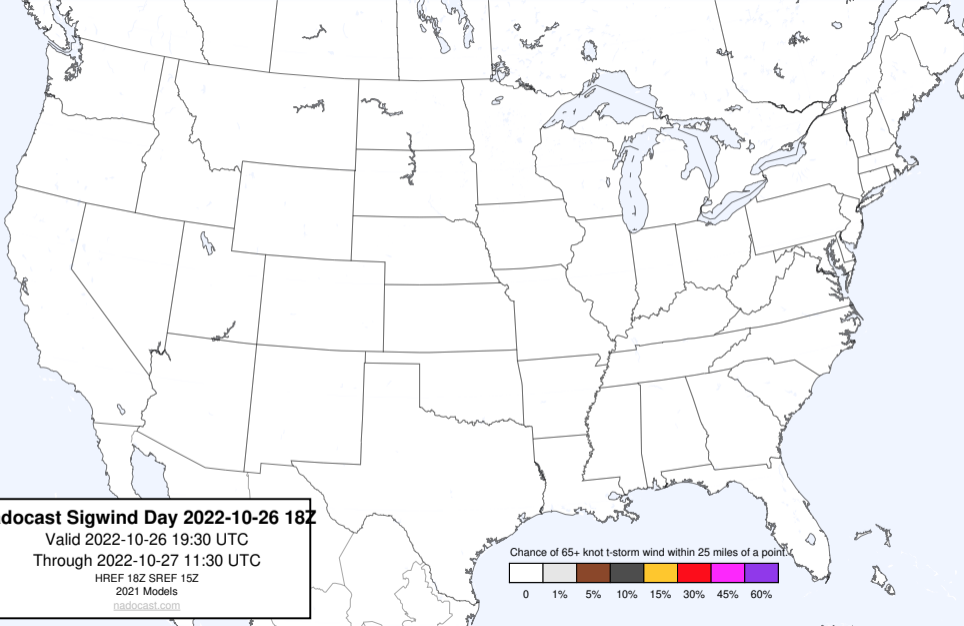 adocast Sigwind Day 2022-10-26 18Z
Valid 2022-10-26 19:30 UTC
Through 2022-10-27 11:30 UTC
HREF 18Z SREF 15Z
2021 Models
nadocast.com
Chance of 65+ knot t-storm wind within 25 miles of a point.
0 1% 5% 10% 15% 30% 45% 60%